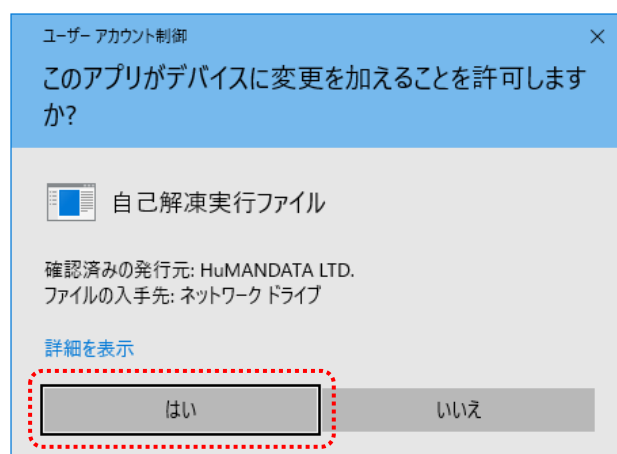 ユーザー アカウント制御
このアプリがデバイスに変更を加えることを許可します
か?
自己解凍実行ファイル
確認済みの発行元: HuMANDATA LTD.
ファイルの入手先: ネットワーク ドライブ
詳細を表示
はい
いいえ